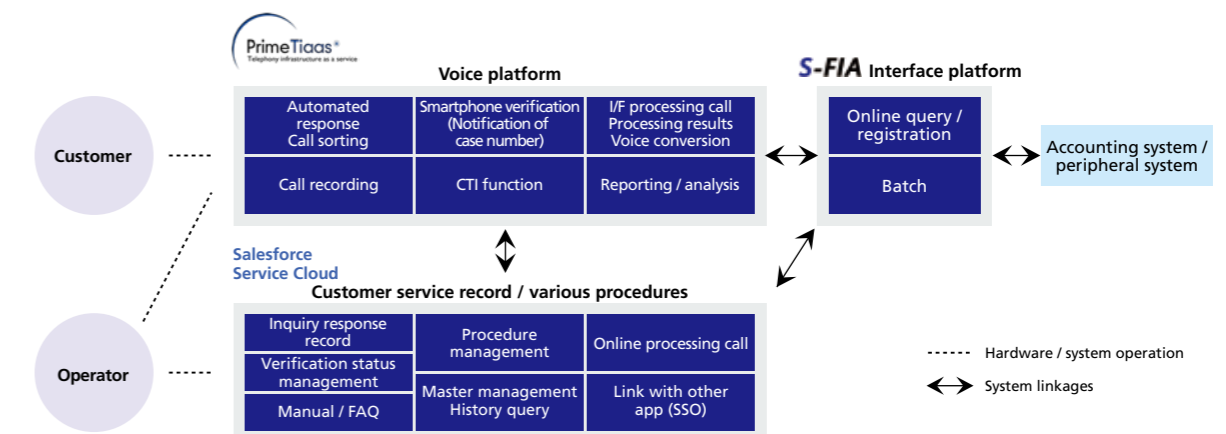 PrimeTiaas
Telephony infrastructure as a service
Voice platform
S-FIA Interface platform
Customer
Automated
response
Call sorting
Smartphone verification
(Notification of
case number)
I/F processing call
Processing results
Voice conversion
Call recording
CTI function
Reporting / analysis
Online query /
registration
Batch
Accounting system /
peripheral system
Salesforce
Service Cloud
Customer service record / various procedures
Operator
Inquiry response
record
Verification status
management
Manual / FAQ
Procedure
management
Master management
History query
Online processing call
Link with other
app (SSO)
Hardware / system operation
System linkages